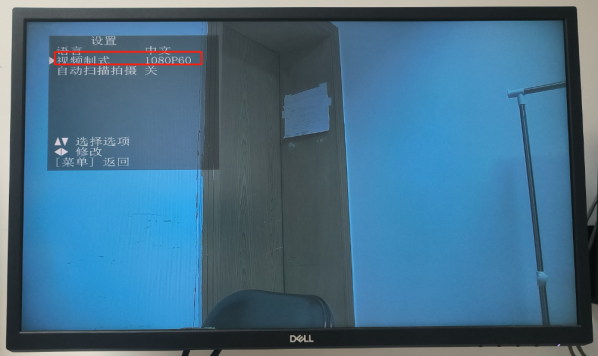 设置
语言 中文
视频制式 1080P60
自动扫描拍摄 关
▲▼ 选择选项
◀▶ 修改
[菜单] 返回
DELL